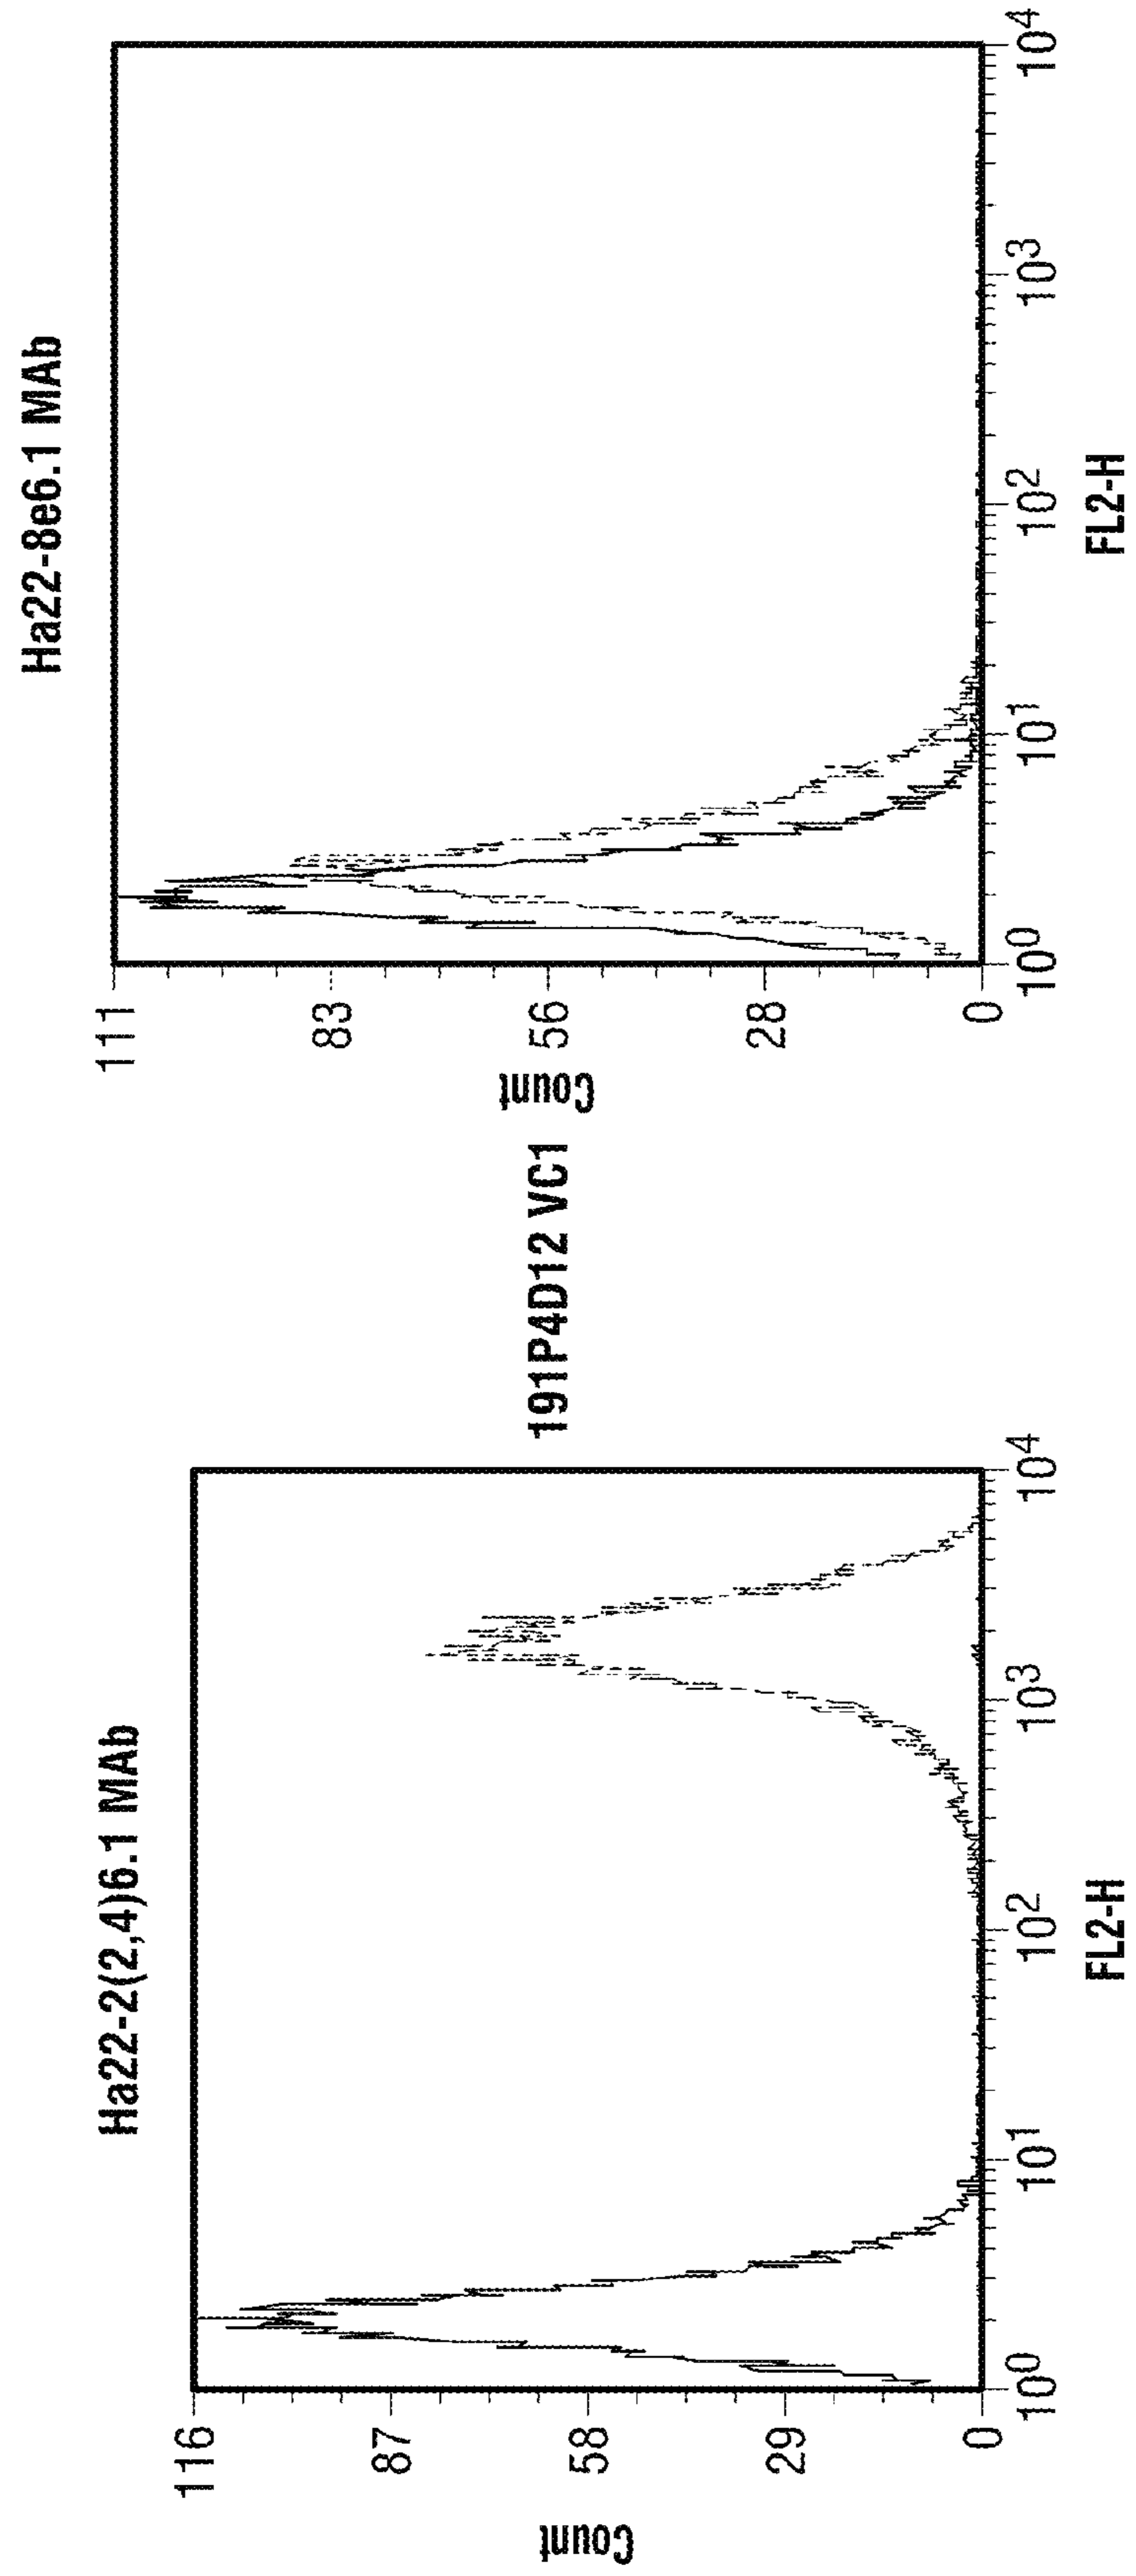 Ha22-2(2,4)6.1 MAb
Count
116
87
58
29
0
10⁰
10¹
10²
10³
10⁴
FL2-H
191P4D12 VC1
Ha22-8e6.1 MAb
Count
111
83
56
28
0
10⁰
10¹
10²
10³
10⁴
FL2-H